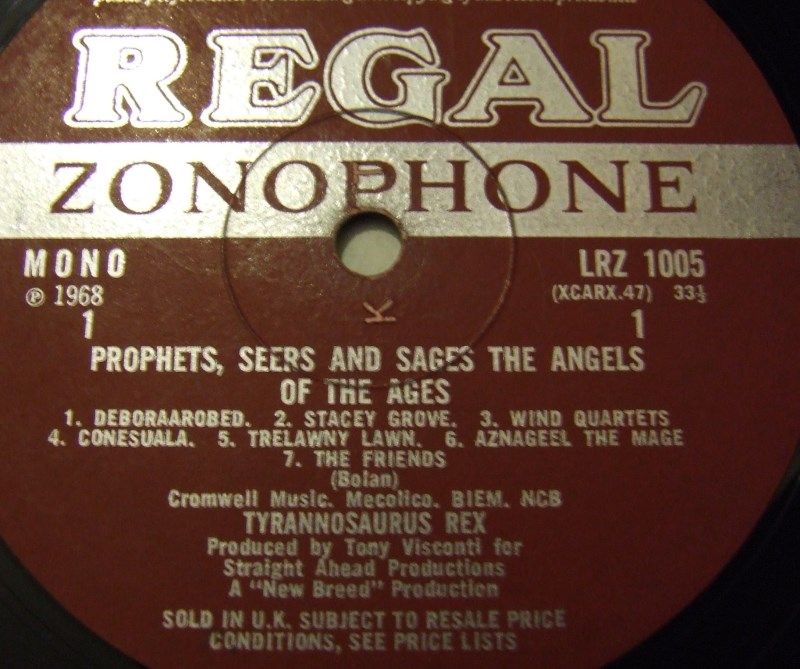 REGAL
ZONOPHONE
MONO LRZ 1005
℗ 1968 (XCARX.47) 33⅓
1 1
PROPHETS, SEERS AND SAGES THE ANGELS
OF THE AGES
1. DEBORAAROBED. 2. STACEY GROVE. 3. WIND QUARTETS
4. CONESUALA. 5. TRELAWNY LAWN. 6. AZNAGEEL THE MAGE
7. THE FRIENDS
(Bolan)
Cromwell Music. Mecolico. BIEM. NCB
TYRANNOSAURUS REX
Produced by Tony Visconti for
Straight Ahead Productions
A "New Breed" Production
SOLD IN U.K. SUBJECT TO RESALE PRICE
CONDITIONS, SEE PRICE LISTS
K